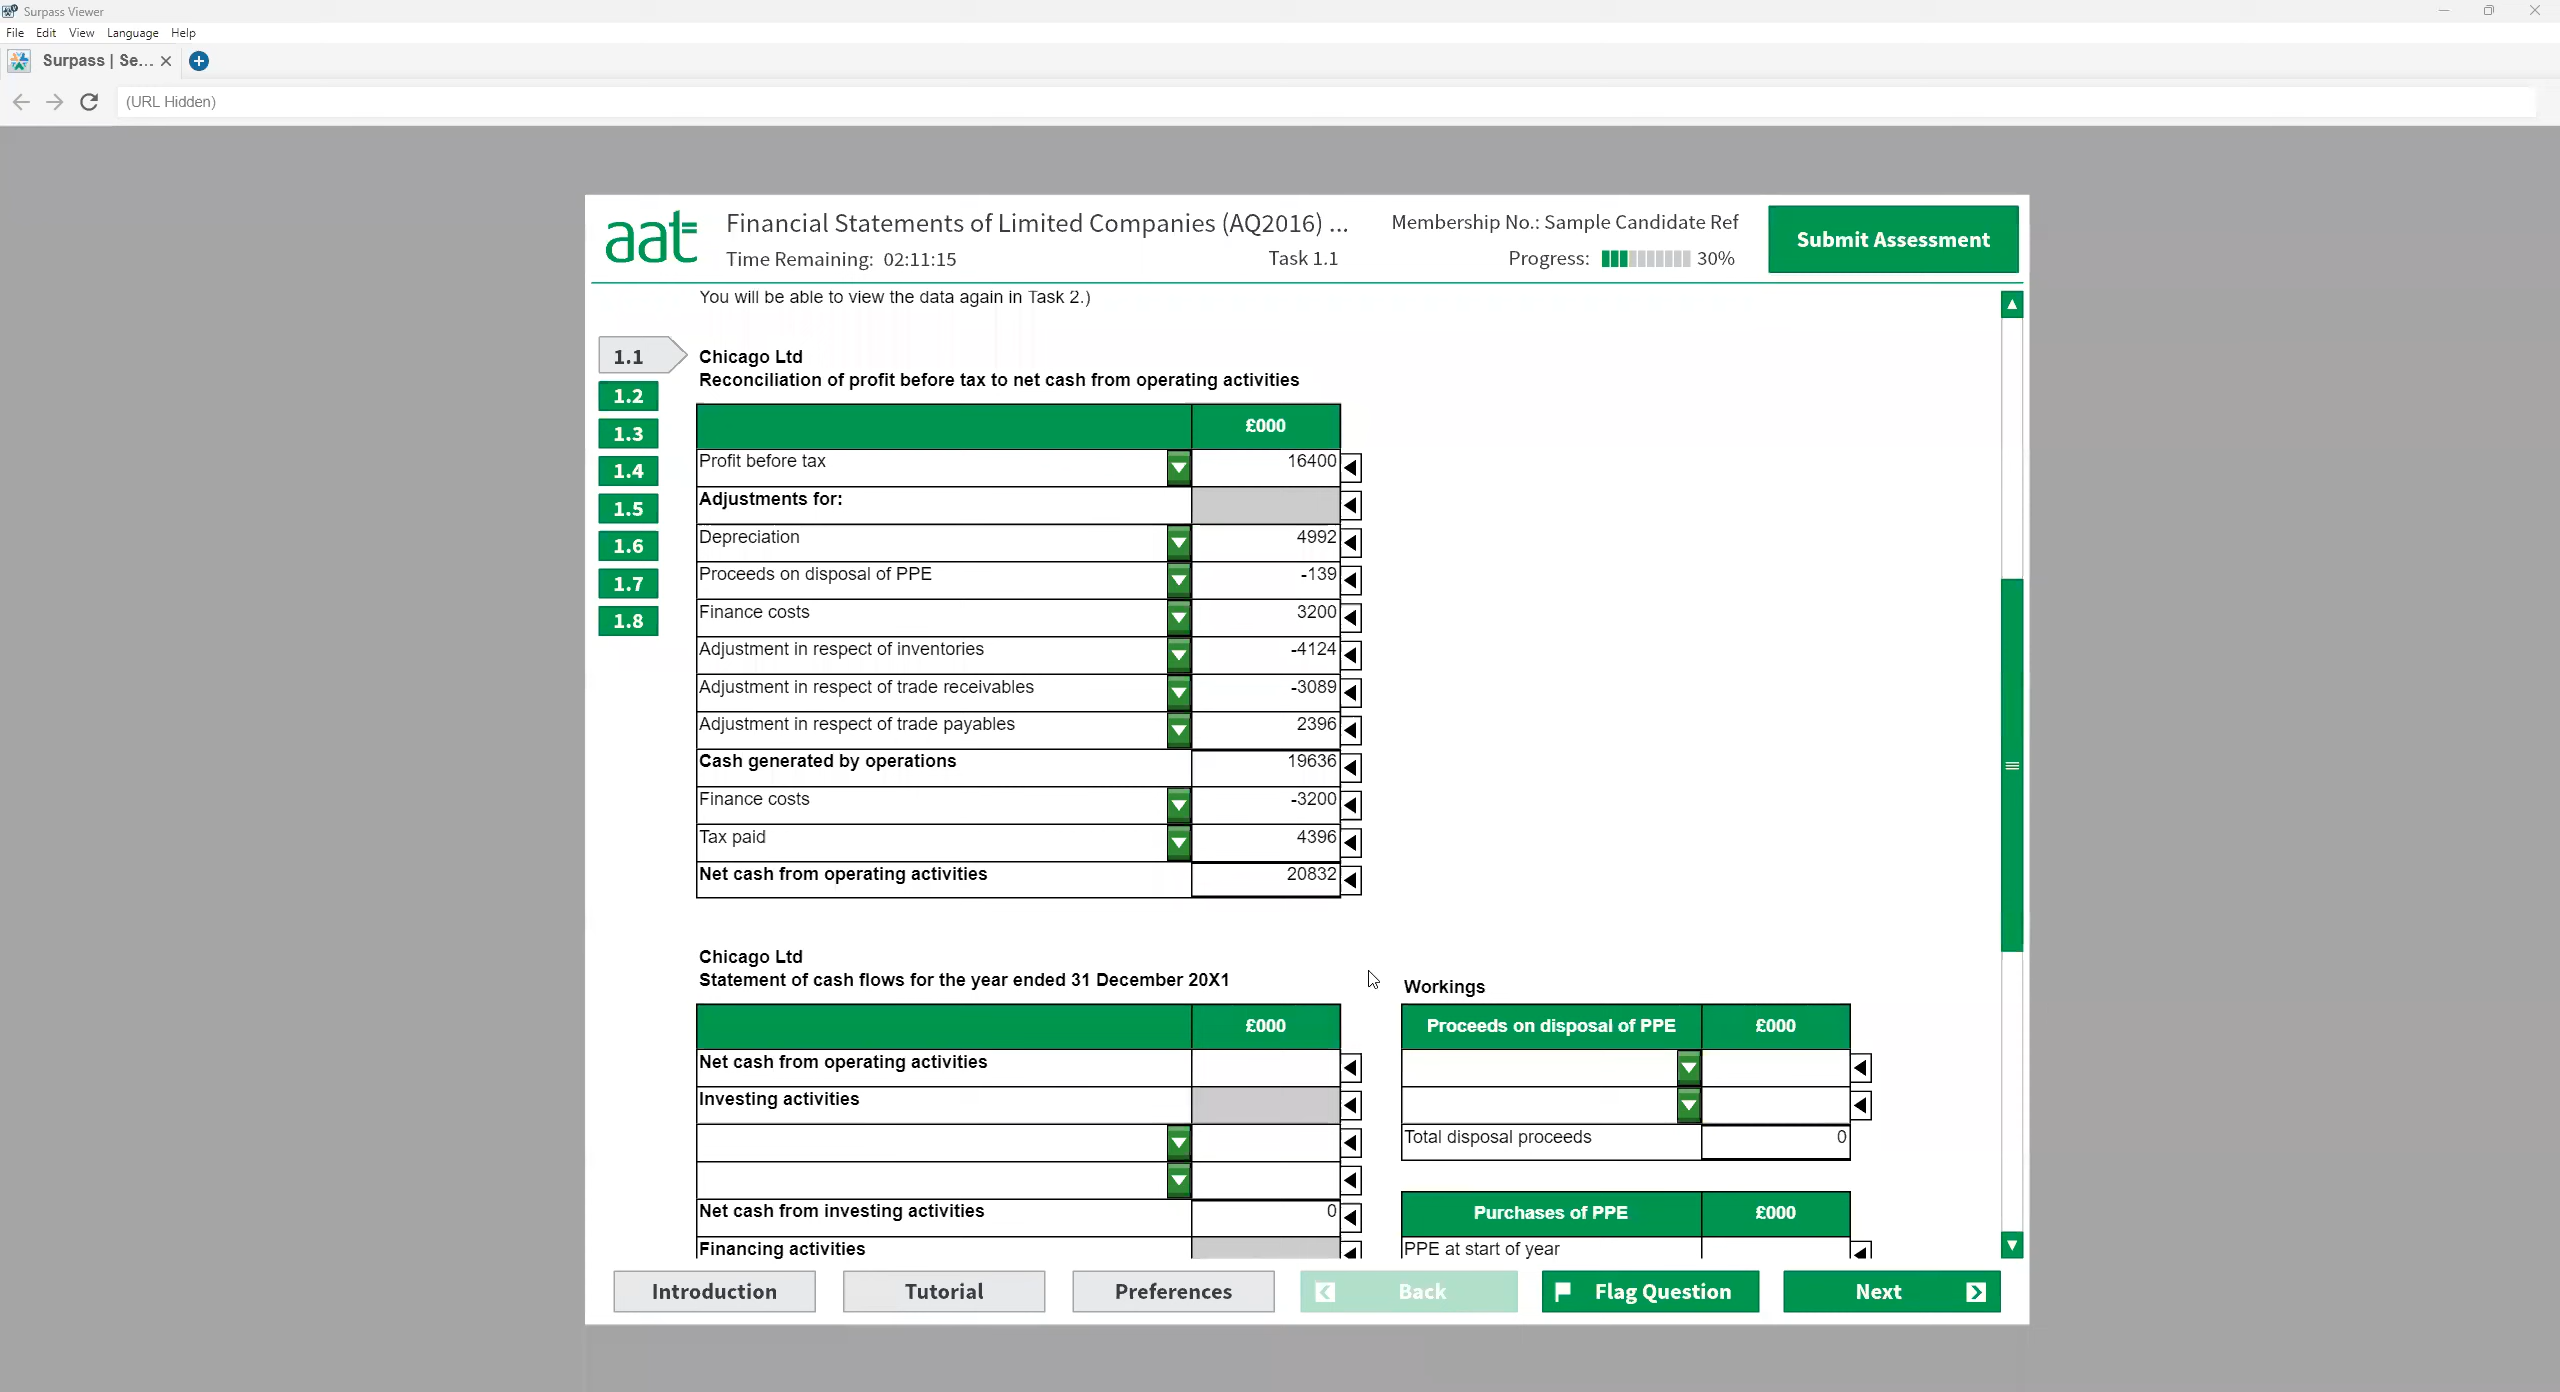 Surpass Viewer
File Edit View Language Help
Surpass | Se...
(URL Hidden)
aat
Financial Statements of Limited Companies (AQ2016) ...
Membership No.: Sample Candidate Ref
Submit Assessment
Time Remaining: 02:11:15
Task 1.1
Progress: 30%
You will be able to view the data again in Task 2.)
1.1
1.2
1.3
1.4
1.5
1.6
1.7
1.8
Chicago Ltd
Reconciliation of profit before tax to net cash from operating activities
£000
Profit before tax 16400
Adjustments for:
Depreciation 4992
Proceeds on disposal of PPE -139
Finance costs 3200
Adjustment in respect of inventories -4124
Adjustment in respect of trade receivables -3089
Adjustment in respect of trade payables 2396
Cash generated by operations 19636
Finance costs -3200
Tax paid 4396
Net cash from operating activities 20832
Chicago Ltd
Statement of cash flows for the year ended 31 December 20X1
£000
Net cash from operating activities
Investing activities
Net cash from investing activities 0
Financing activities
Workings
Proceeds on disposal of PPE £000
Total disposal proceeds 0
Purchases of PPE £000
PPE at start of year
Introduction
Tutorial
Preferences
Back
Flag Question
Next